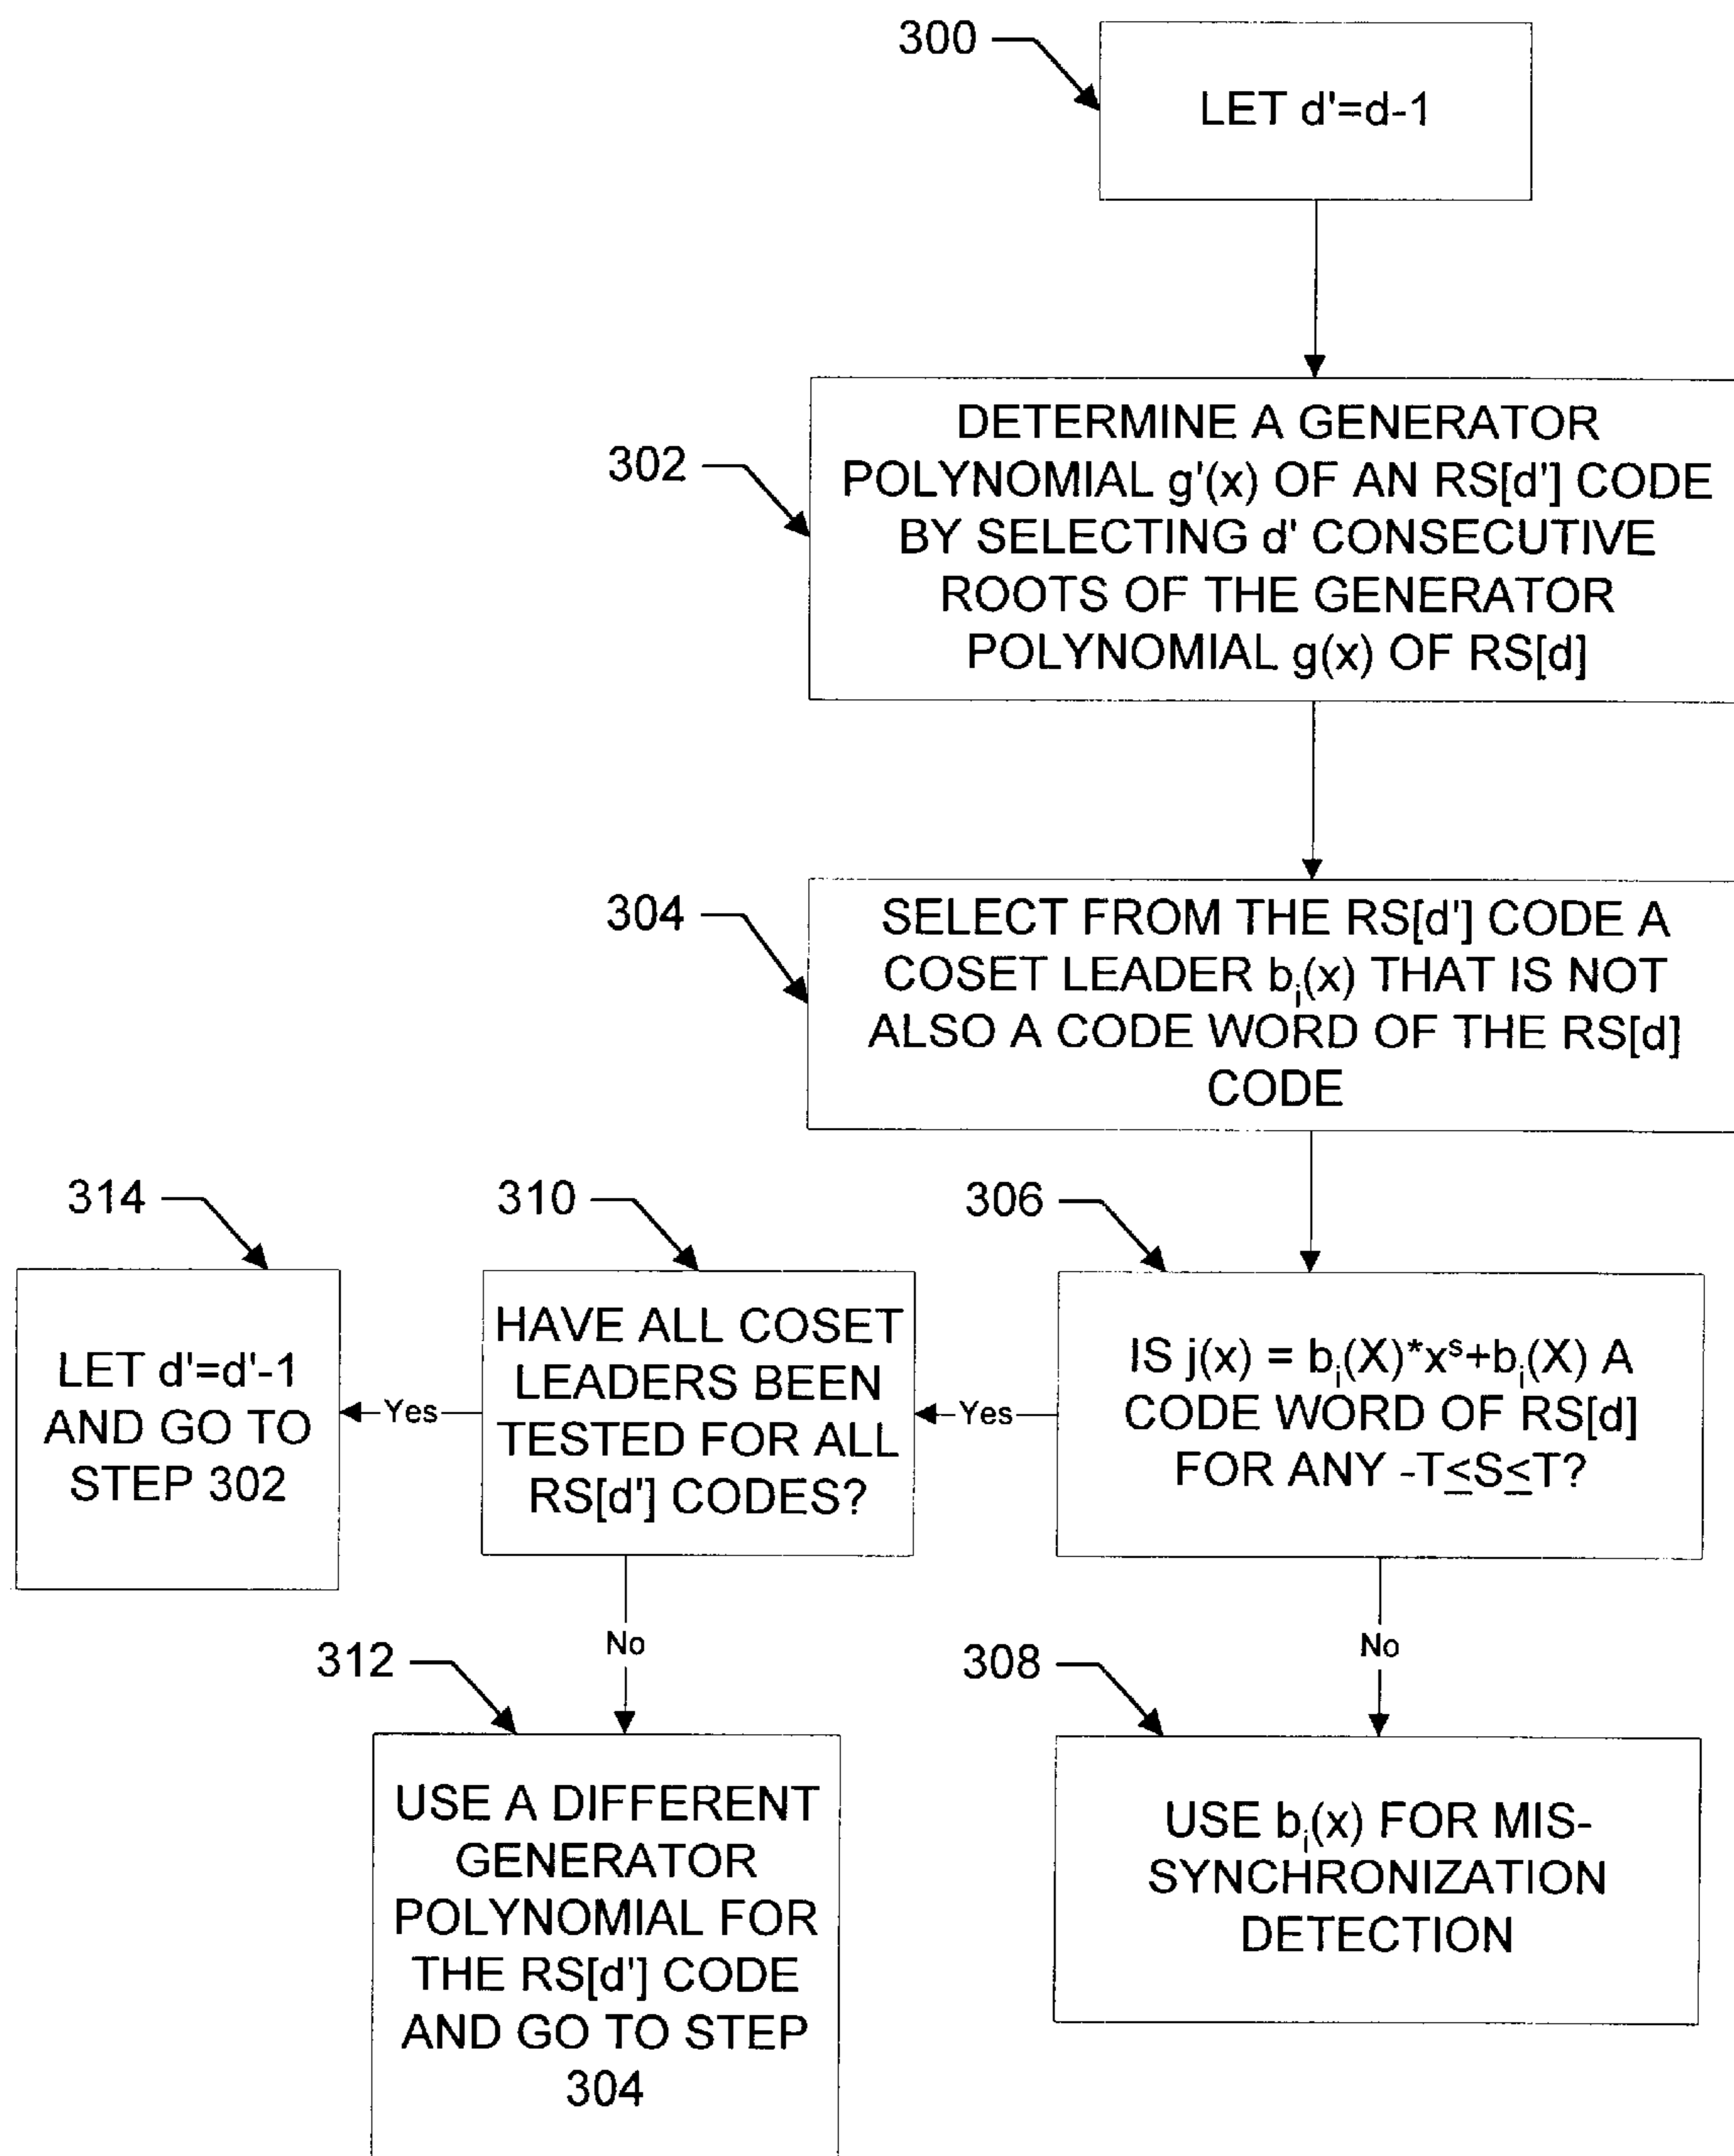 300
LET d'=d-1
302
DETERMINE A GENERATOR
POLYNOMIAL g'(x) OF AN RS[d'] CODE
BY SELECTING d' CONSECUTIVE
ROOTS OF THE GENERATOR
POLYNOMIAL g(x) OF RS[d]
304
SELECT FROM THE RS[d'] CODE A
COSET LEADER bᵢ(x) THAT IS NOT
ALSO A CODE WORD OF THE RS[d]
CODE
314
LET d'=d'-1
AND GO TO
STEP 302
Yes
310
HAVE ALL COSET
LEADERS BEEN
TESTED FOR ALL
RS[d'] CODES?
Yes
306
IS j(x) = bᵢ(X)*xˢ+bᵢ(X) A
CODE WORD OF RS[d]
FOR ANY -T≤S≤T?
No
312
USE A DIFFERENT
GENERATOR
POLYNOMIAL FOR
THE RS[d'] CODE
AND GO TO STEP
304
No
308
USE bᵢ(x) FOR MIS-
SYNCHRONIZATION
DETECTION